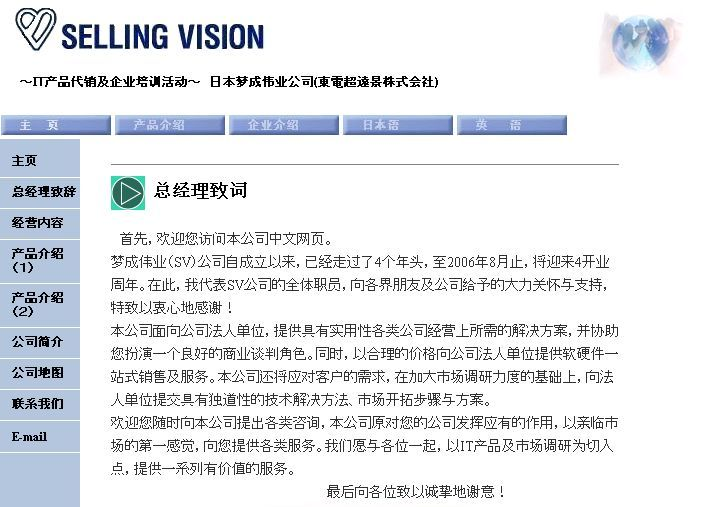 SELLING VISION
～IT产品代销及企业培训活动～ 日本梦成伟业公司(東電超遠景株式会社)
主 页 产品介绍 企业介绍 日本语 英 语
主页
总经理致辞
经营内容
产品介绍
(1)
产品介绍
(2)
公司简介
公司地图
联系我们
E-mail
总经理致词
首先，欢迎您访问本公司中文网页。
梦成伟业（SV）公司自成立以来，已经走过了4个年头，至2006年8月止，将迎来4开业
周年。在此，我代表SV公司的全体职员，向各界朋友及公司给予的大力关怀与支持，
特致以衷心地感谢！
本公司面向公司法人单位，提供具有实用性各类公司经营上所需的解决方案，并协助
您扮演一个良好的商业谈判角色。同时，以合理的价格向公司法人单位提供软硬件一
站式销售及服务。本公司还将应对客户的需求，在加大市场调研力度的基础上，向法
人单位提交具有独道性的技术解决方法、市场开拓步骤与方案。
欢迎您随时向本公司提出各类咨询，本公司原对您的公司发挥应有的作用，以亲临市
场的第一感觉，向您提供各类服务。我们愿与各位一起，以IT产品及市场调研为切入
点，提供一系列有价值的服务。
最后向各位致以诚挚地谢意！